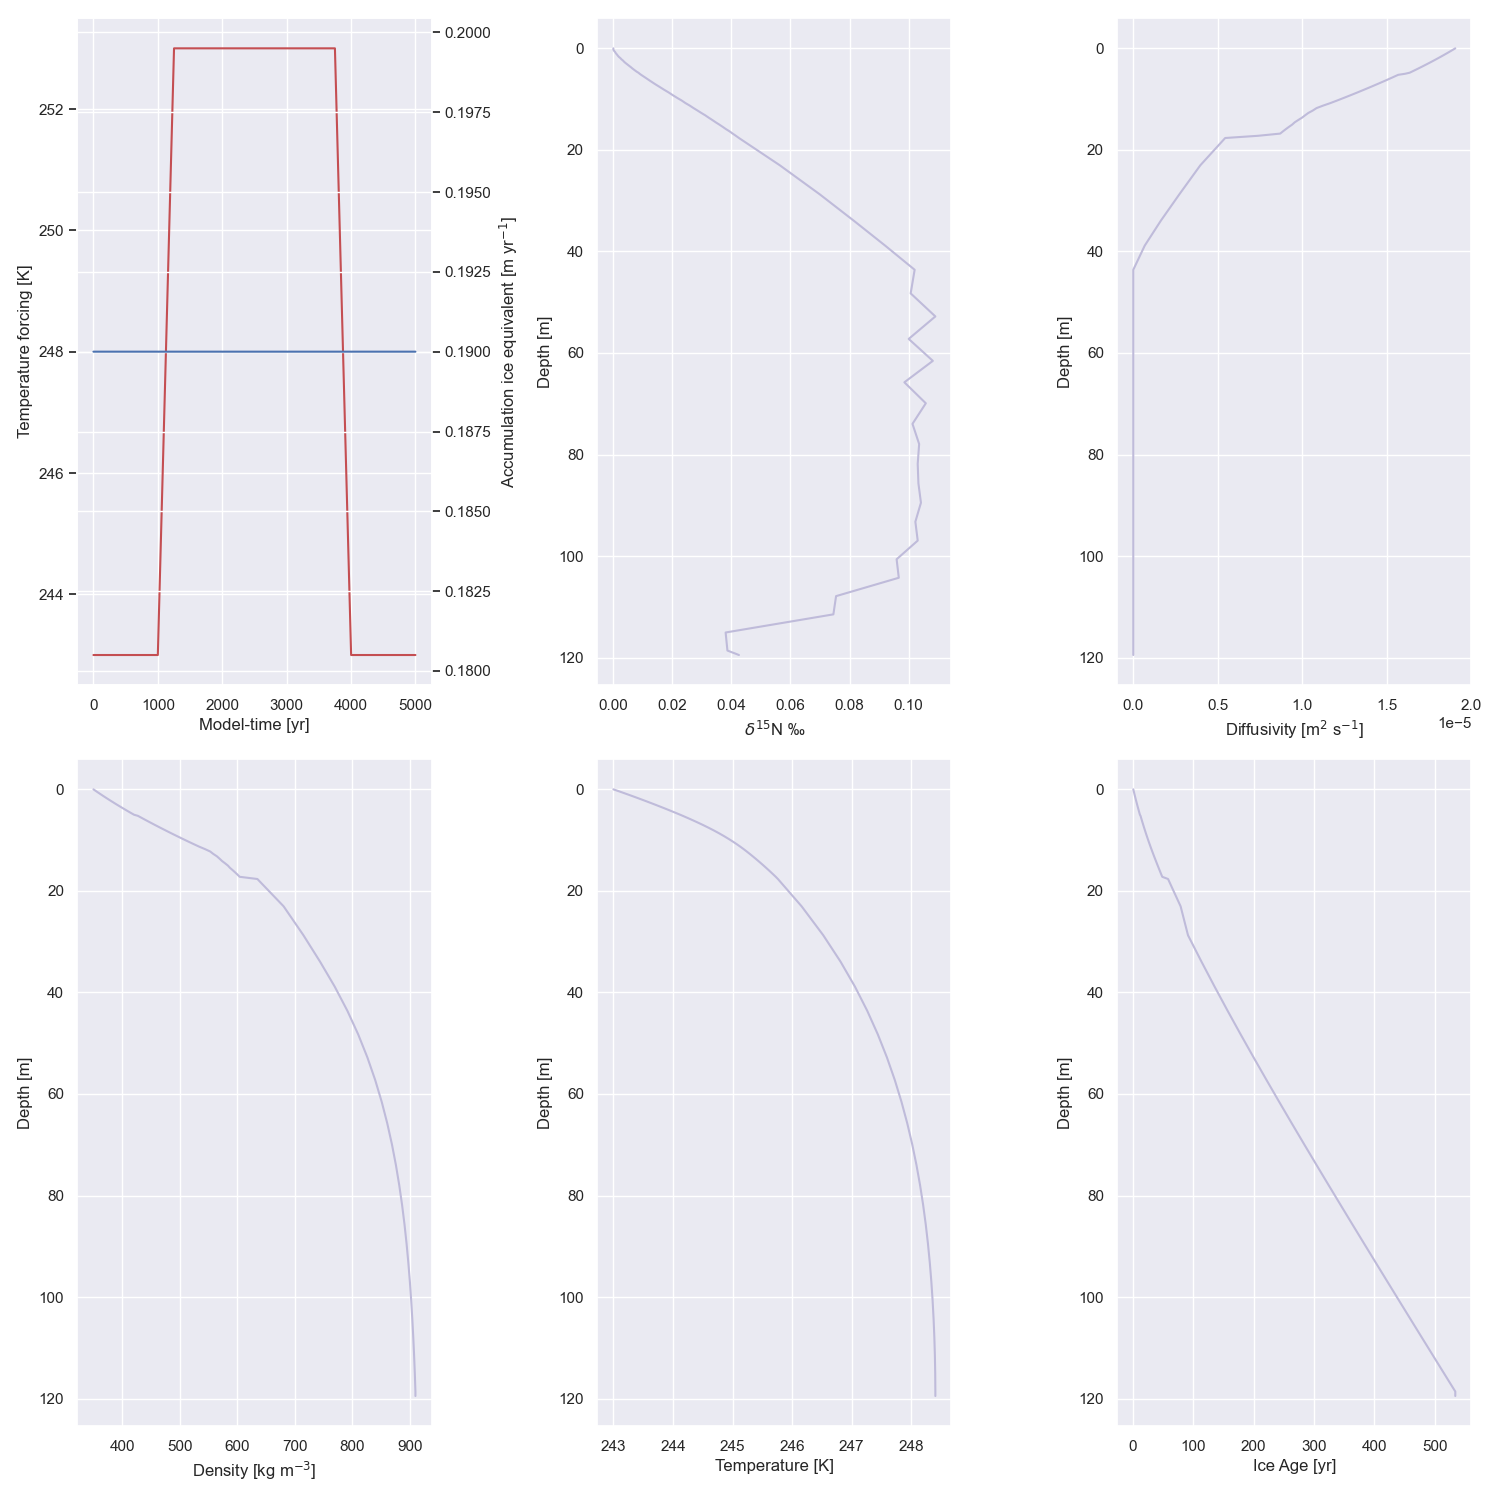 252
250
248
246
244
Temperature forcing [K]
0.2000
0.1975
0.1950
0.1925
0.1900
0.1875
0.1850
0.1825
0.1800
Accumulation ice equivalent [m yr⁻¹]
0 1000 2000 3000 4000 5000
Model-time [yr]
0
20
40
60
80
100
120
Depth [m]
0.00 0.02 0.04 0.06 0.08 0.10
δ¹⁵N ‰
0
20
40
60
80
100
120
Depth [m]
0.0 0.5 1.0 1.5 2.0
1e−5
Diffusivity [m² s⁻¹]
0
20
40
60
80
100
120
Depth [m]
400 500 600 700 800 900
Density [kg m⁻³]
0
20
40
60
80
100
120
Depth [m]
243 244 245 246 247 248
Temperature [K]
0
20
40
60
80
100
120
Depth [m]
0 100 200 300 400 500
Ice Age [yr]